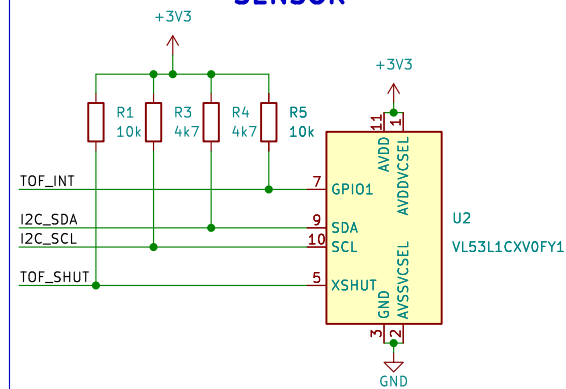 SENSOR
+3V3
+3V3
R1
10k
R3
4k7
R4
4k7
R5
10k
11
1
AVDD
AVDDVCSEL
TOF_INT
7
GPIO1
I2C_SDA
9
SDA
U2
I2C_SCL
10
SCL
VL53L1CXV0FY1
TOF_SHUT
5
XSHUT
GND
AVSSVCSEL
3
2
GND